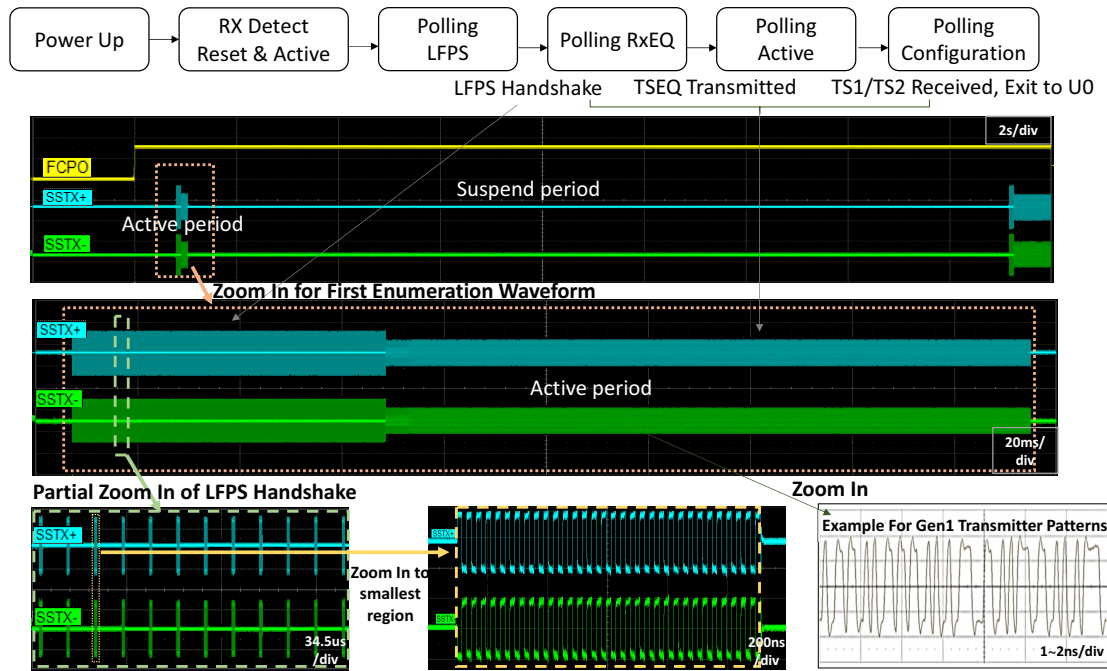 Power Up
RX Detect
Reset & Active
Polling
LFPS
Polling RxEQ
Polling
Active
Polling
Configuration
LFPS Handshake
TSEQ Transmitted
TS1/TS2 Received, Exit to U0
2s/div
FCPO
SSTX+
Suspend period
Active period
SSTX-
Zoom In for First Enumeration Waveform
SSTX+
Active period
SSTX-
20ms/
div
Partial Zoom In of LFPS Handshake
Zoom In
SSTX+
SSTX-
34.5us
/div
Zoom In to
smallest
region
SSTX+
SSTX-
200ns
/div
Example For Gen1 Transmitter Patterns
1~2ns/div